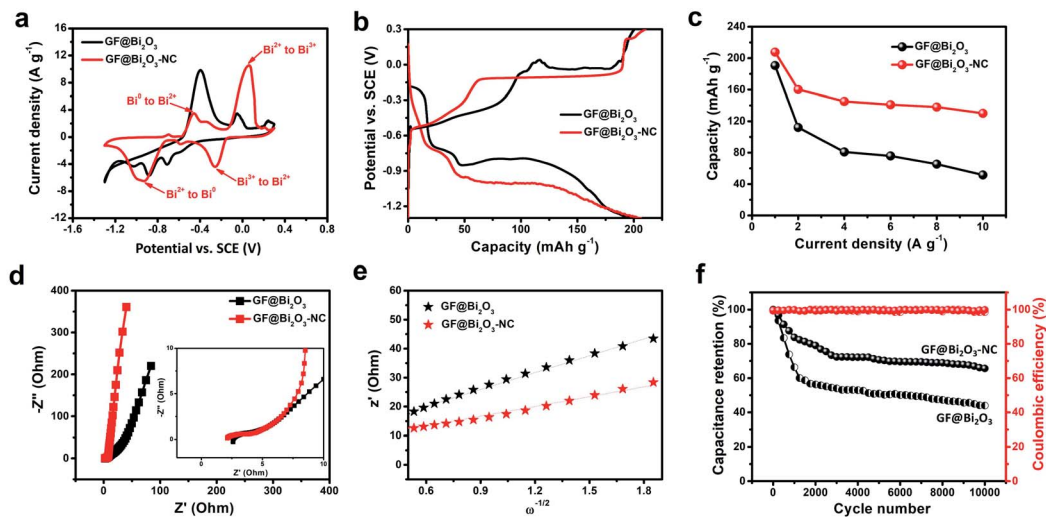 a
Current density (A g⁻¹)
16
12
8
4
0
-4
-8
-12
GF@Bi₂O₃
GF@Bi₂O₃-NC
Bi²⁺ to Bi³⁺
Bi⁰ to Bi²⁺
Bi²⁺ to Bi⁰
Bi³⁺ to Bi²⁺
-1.2 -0.8 -0.4 0.0 0.4
Potential vs. SCE (V)
b
Potential vs. SCE (V)
0.3
0.0
-0.3
-0.6
-0.9
-1.2
GF@Bi₂O₃
GF@Bi₂O₃-NC
0 50 100 150 200
Capacity (mAh g⁻¹)
c
Capacity (mAh g⁻¹)
240
200
160
120
80
40
0
GF@Bi₂O₃
GF@Bi₂O₃-NC
0 2 4 6 8 10
Current density (A g⁻¹)
d
-Z'' (Ohm)
400
300
200
100
0
GF@Bi₂O₃
GF@Bi₂O₃-NC
-Z'' (Ohm)
10
5
0
0 5 10
Z' (Ohm)
0 100 200 300 400
Z' (Ohm)
e
z' (Ohm)
60
40
20
0
GF@Bi₂O₃
GF@Bi₂O₃-NC
0.6 0.9 1.2 1.5 1.8
ω⁻¹/²
f
Capacitance retention (%)
100
80
60
40
20
0
GF@Bi₂O₃-NC
GF@Bi₂O₃
100
80
60
40
20
0
Coulombic efficiency (%)
0 2000 4000 6000 8000 10000
Cycle number